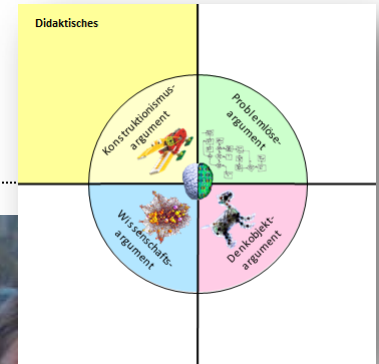 Didaktisches
Konstruktionismus-
argument
Problemlöse-
argument
Wissenschafts-
argument
Denkobjekt-
argument